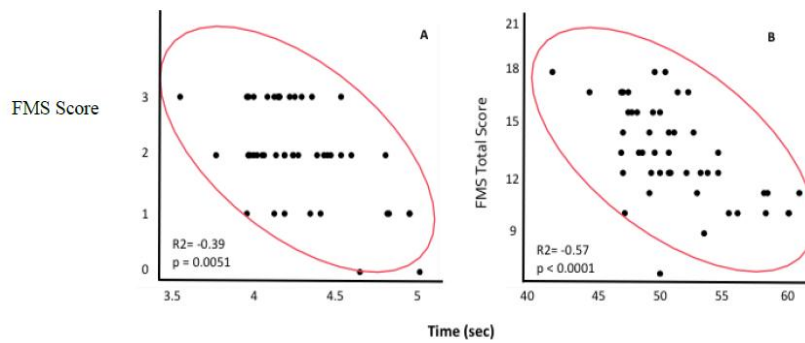 FMS Score
A
3
2
1
0
R2= -0.39
p = 0.0051
3.5 4 4.5 5
B
FMS Total Score
21
18
15
12
9
R2= -0.57
p < 0.0001
40 45 50 55 60
Time (sec)